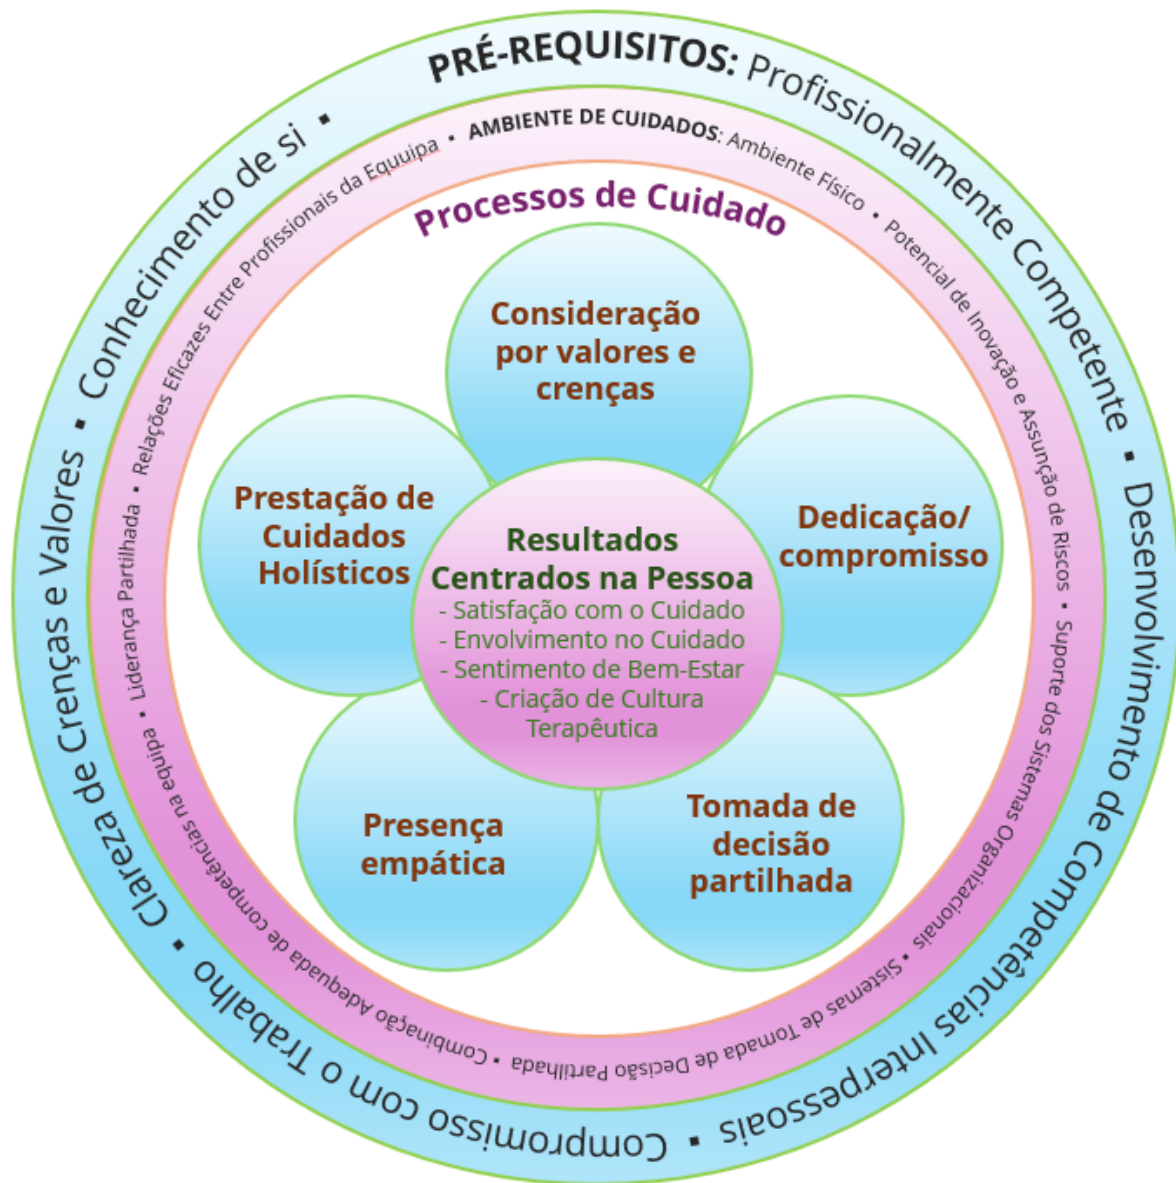 PRÉ-REQUISITOS: Profissionalmente Competente ▪ Desenvolvimento de Competências Interpessoais ▪ Compromisso com o Trabalho ▪ Clareza de Crenças e Valores ▪ Conhecimento de si ▪
AMBIENTE DE CUIDADOS: Ambiente Físico ▪ Potencial de Inovação e Assunção de Riscos ▪ Suporte dos Sistemas Organizacionais ▪ Sistemas de Tomada de Decisão Partilhada ▪ Combinação Adequada de competências na equipa ▪ Liderança Partilhada ▪ Relações Eficazes Entre Profissionais da Equuipa ▪
Processos de Cuidado
Consideração
por valores e
crenças
Dedicação/
compromisso
Tomada de
decisão
partilhada
Presença
empática
Prestação de
Cuidados
Holísticos
Resultados
Centrados na Pessoa
- Satisfação com o Cuidado
- Envolvimento no Cuidado
- Sentimento de Bem-Estar
- Criação de Cultura
Terapêutica